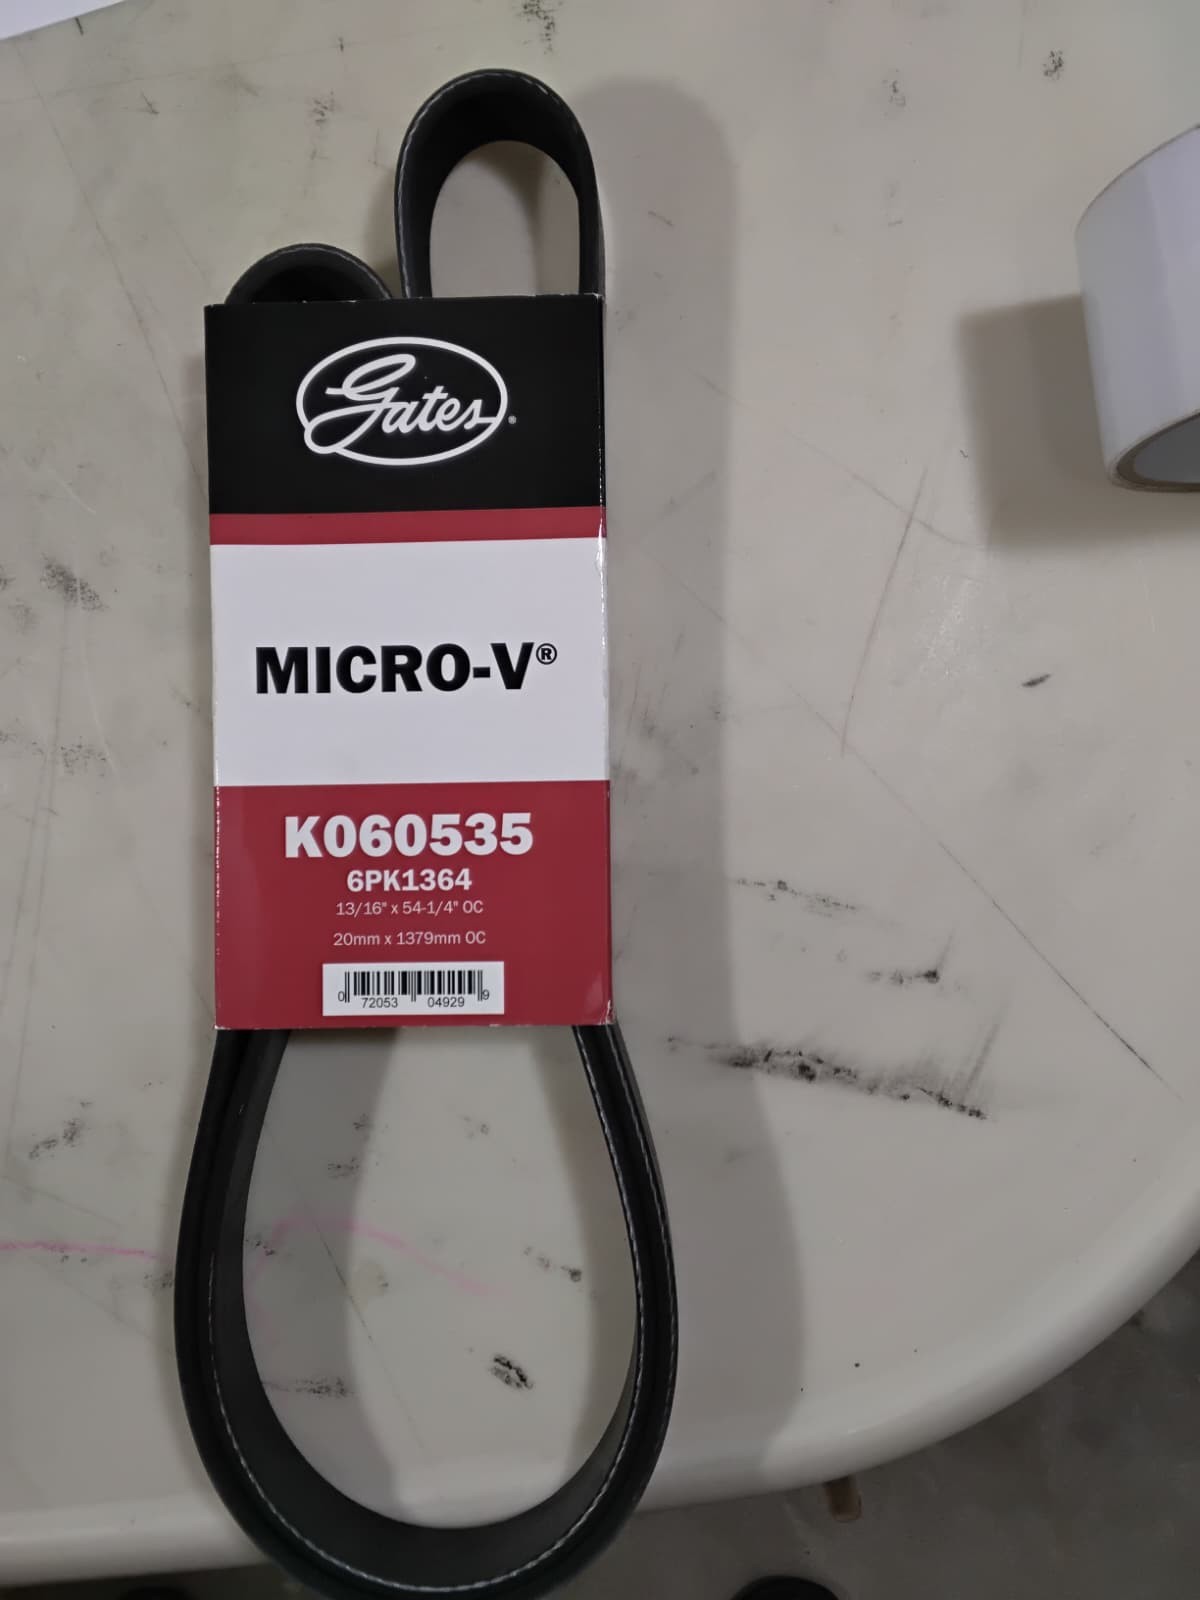 Gates®
MICRO-V®
K060535
6PK1364
13/16" x 54-1/4" OC
20mm x 1379mm OC
0 72053 04929 9